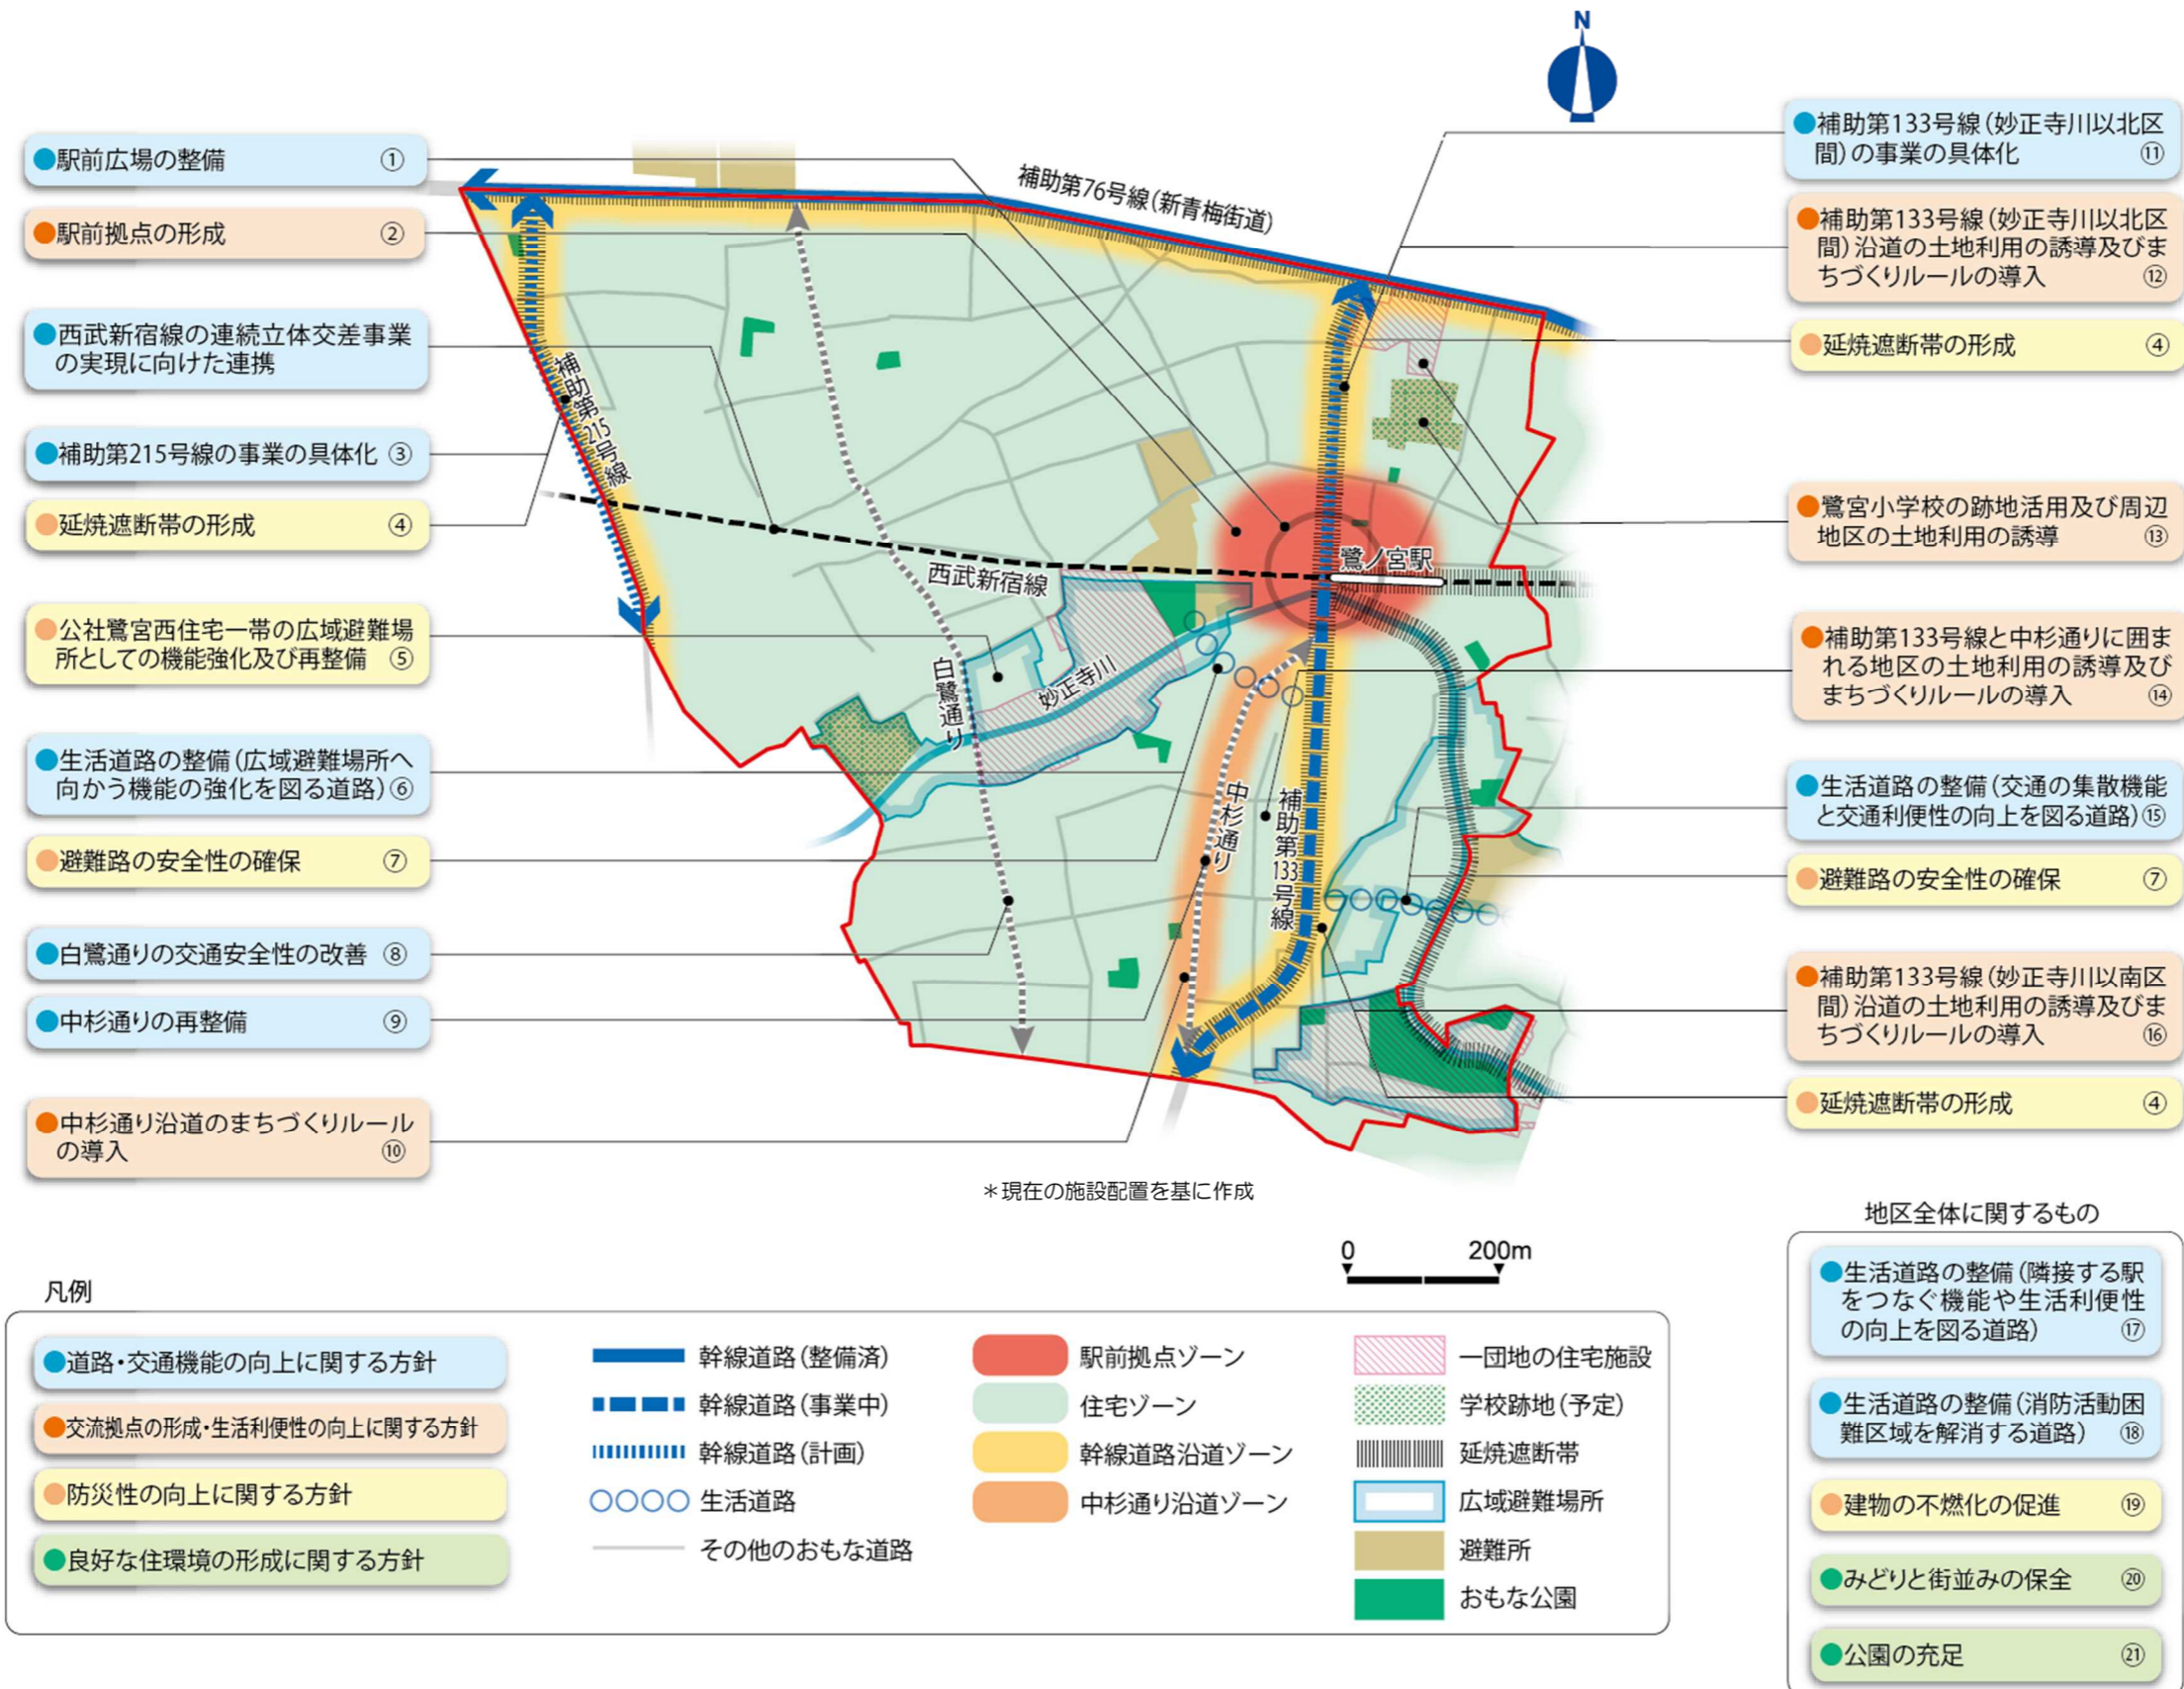 N
●駅前広場の整備 ①
●駅前拠点の形成 ②
●西武新宿線の連続立体交差事業
の実現に向けた連携
●補助第215号線の事業の具体化 ③
●延焼遮断帯の形成 ④
●公社鷺宮西住宅一帯の広域避難場
所としての機能強化及び再整備 ⑤
●生活道路の整備(広域避難場所へ
向かう機能の強化を図る道路)⑥
●避難路の安全性の確保 ⑦
●白鷺通りの交通安全性の改善 ⑧
●中杉通りの再整備 ⑨
●中杉通り沿道のまちづくりルール
の導入 ⑩
補助第76号線(新青梅街道)
補助第215号線
西武新宿線
鷺ノ宮駅
白鷺通り
妙正寺川
中杉通り
補助第133号線
●補助第133号線(妙正寺川以北区
間)の事業の具体化 ⑪
●補助第133号線(妙正寺川以北区
間)沿道の土地利用の誘導及びま
ちづくりルールの導入 ⑫
●延焼遮断帯の形成 ④
●鷺宮小学校の跡地活用及び周辺
地区の土地利用の誘導 ⑬
●補助第133号線と中杉通りに囲ま
れる地区の土地利用の誘導及び
まちづくりルールの導入 ⑭
●生活道路の整備(交通の集散機能
と交通利便性の向上を図る道路)⑮
●避難路の安全性の確保 ⑦
●補助第133号線(妙正寺川以南区
間)沿道の土地利用の誘導及びま
ちづくりルールの導入 ⑯
●延焼遮断帯の形成 ④
＊現在の施設配置を基に作成
0 200m
凡例
●道路・交通機能の向上に関する方針
●交流拠点の形成・生活利便性の向上に関する方針
●防災性の向上に関する方針
●良好な住環境の形成に関する方針
幹線道路(整備済)
幹線道路(事業中)
幹線道路(計画)
生活道路
その他のおもな道路
駅前拠点ゾーン
住宅ゾーン
幹線道路沿道ゾーン
中杉通り沿道ゾーン
一団地の住宅施設
学校跡地(予定)
延焼遮断帯
広域避難場所
避難所
おもな公園
地区全体に関するもの
●生活道路の整備(隣接する駅
をつなぐ機能や生活利便性
の向上を図る道路) ⑰
●生活道路の整備(消防活動困
難区域を解消する道路) ⑱
●建物の不燃化の促進 ⑲
●みどりと街並みの保全 ⑳
●公園の充足 ㉑